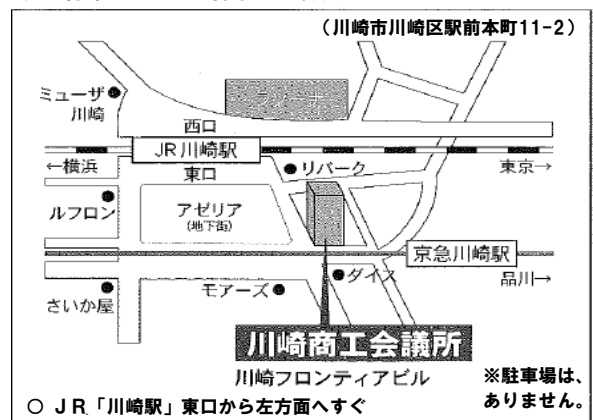 （川崎市川崎区駅前本町11-2）
ミューザ
川崎
ラゾーナ
西口
JR川崎駅
←横浜
東京→
東口
リバーク
ルフロン
アゼリア
(地下街)
京急川崎駅
品川→
ダイス
モアーズ
さいか屋
川崎商工会議所
川崎フロンティアビル
※駐車場は、
ありません。
○ JR「川崎駅」東口から左方面へすぐ